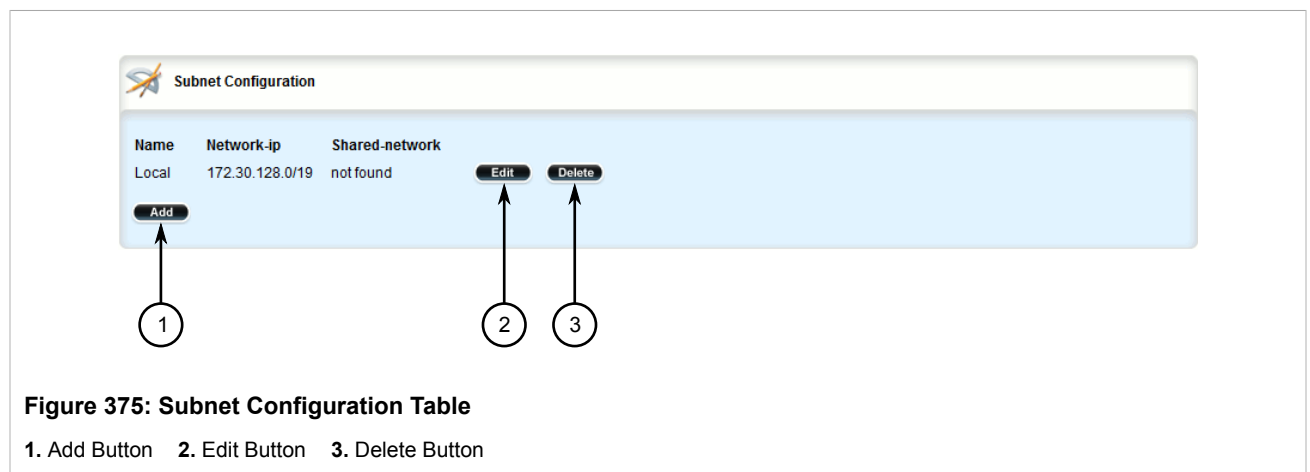 Subnet Configuration
Name Network-ip Shared-network
Local 172.30.128.0/19 not found Edit Delete
Add
1 2 3
Figure 375: Subnet Configuration Table
1. Add Button 2. Edit Button 3. Delete Button